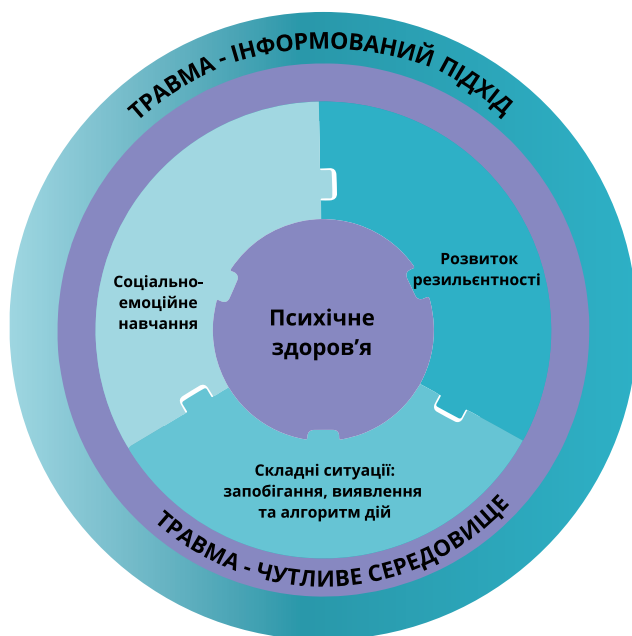 ТРАВМА - ІНФОРМОВАНИЙ ПІДХІД
Розвиток
резильєнтності
Соціально-
емоційне
навчання
Психічне
здоров’я
Складні ситуації:
запобігання, виявлення
та алгоритм дій
ТРАВМА - ЧУТЛИВЕ СЕРЕДОВИЩЕ